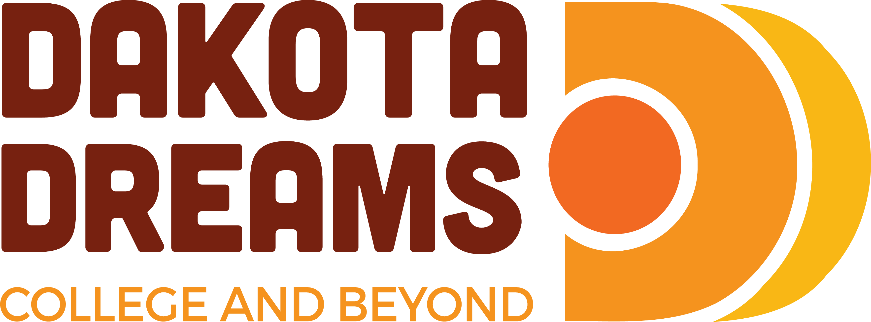 DAKOTA
DREAMS
COLLEGE AND BEYOND